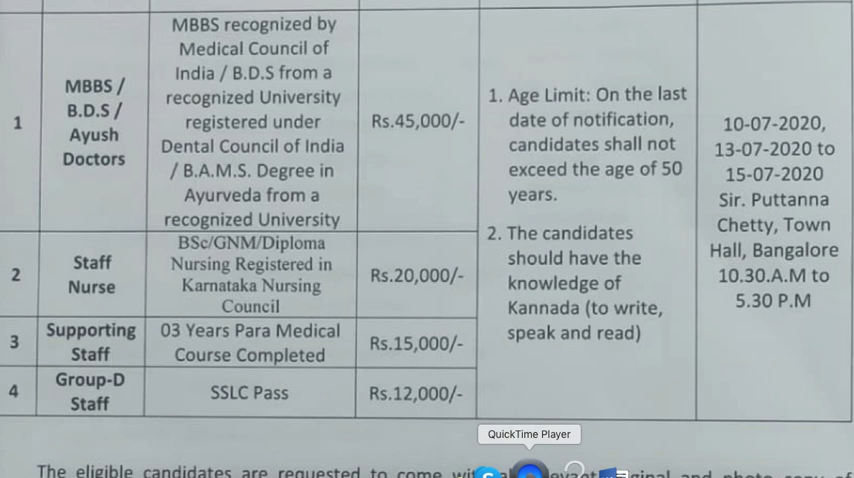 1
MBBS /
B.D.S /
Ayush
Doctors
MBBS recognized by
Medical Council of
India / B.D.S from a
recognized University
registered under
Dental Council of India
/ B.A.M.S. Degree in
Ayurveda from a
recognized University
Rs.45,000/-
1. Age Limit: On the last
date of notification,
candidates shall not
exceed the age of 50
years.
2. The candidates
should have the
knowledge of
Kannada (to write,
speak and read)
10-07-2020,
13-07-2020 to
15-07-2020
Sir. Puttanna
Chetty, Town
Hall, Bangalore
10.30.A.M to
5.30 P.M
2
Staff
Nurse
BSc/GNM/Diploma
Nursing Registered in
Karnataka Nursing
Council
Rs.20,000/-
3
Supporting
Staff
03 Years Para Medical
Course Completed
Rs.15,000/-
4
Group-D
Staff
SSLC Pass
Rs.12,000/-
QuickTime Player
The eligible candidates are requested to come and photo copy of